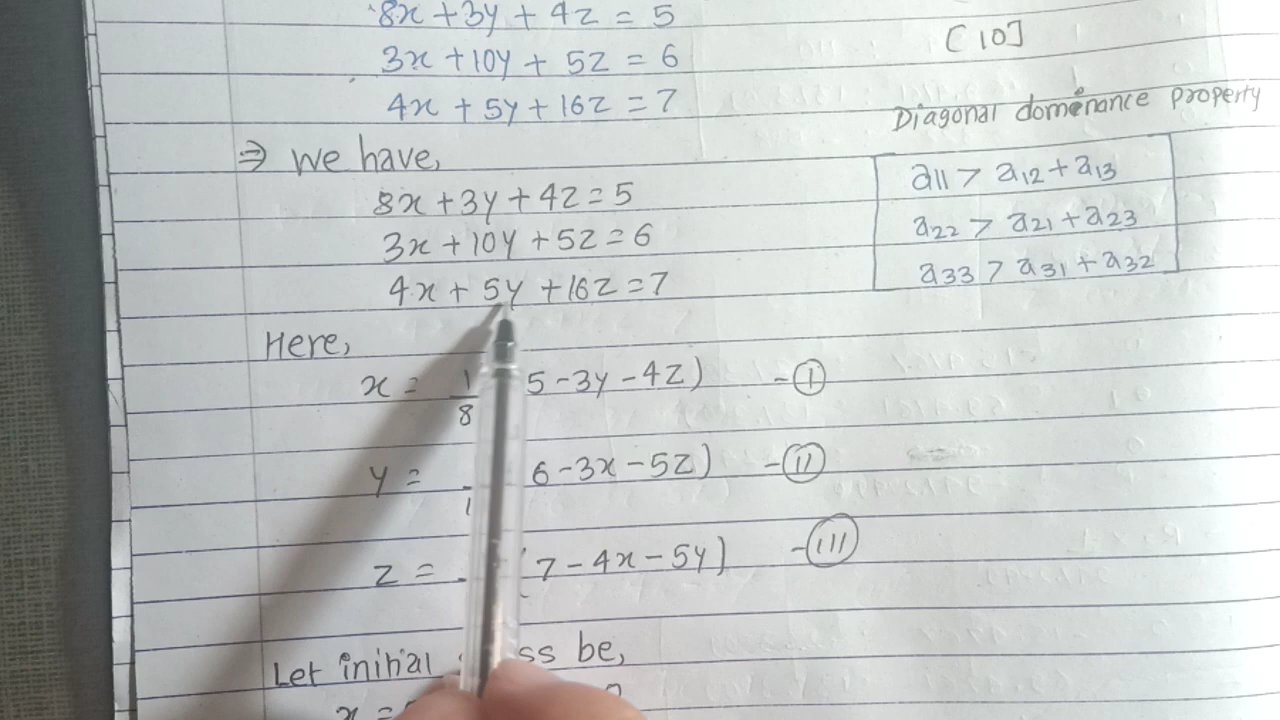 8x + 3y + 4z = 5
3x + 10y + 5z = 6
[10]
4x + 5y + 16z = 7
Diagonal dominance property
⇒ We have,
8x + 3y + 4z = 5
3x + 10y + 5z = 6
4x + 5y + 16z = 7
a11 > a12 + a13
a22 > a21 + a23
a33 > a31 + a32
Here,
x = 1/8 5 - 3y - 4z) - (I)
y = 6 - 3x - 5z) - (II)
z = (7 - 4x - 5y] - (III)
Let initial be,
x =